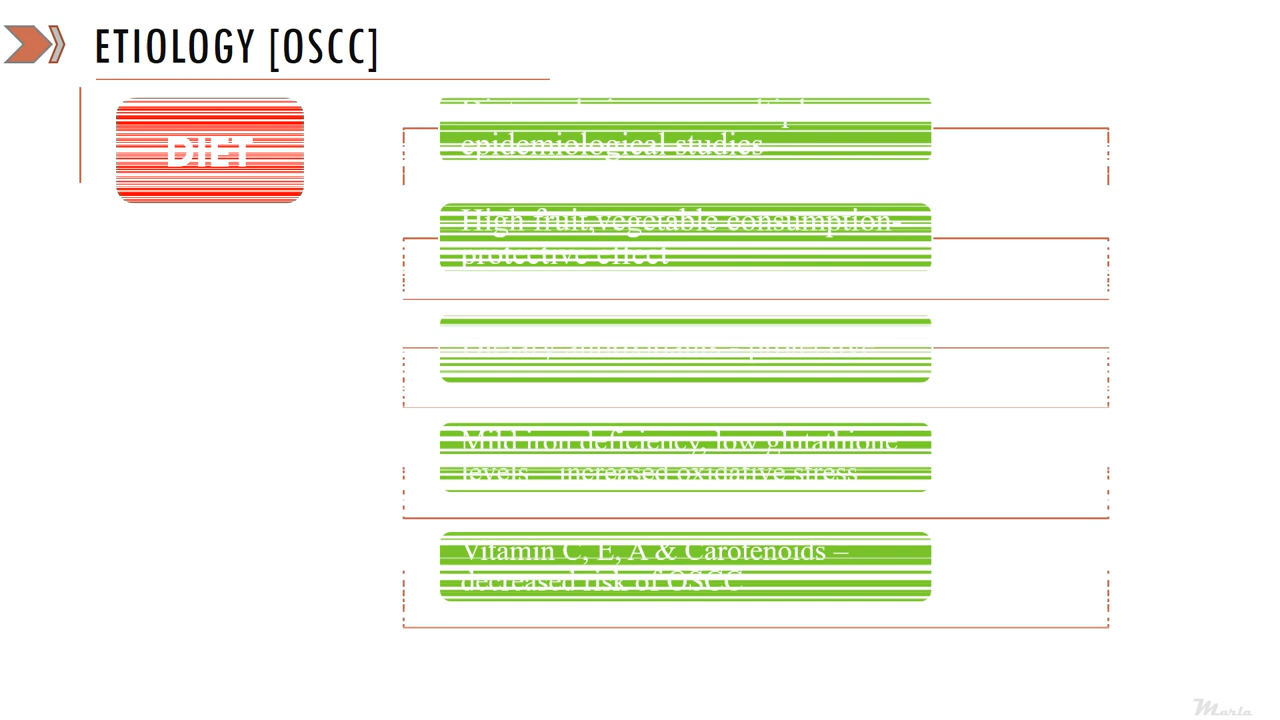 ETIOLOGY [OSCC]
DIET
epidemiological studies
High fruit,vegetable consumption-
protective effect
Mild iron deficiency, low glutathione
levels – increased oxidative stress
Vitamin C, E, A & Carotenoids –
decreased risk of OSCC
Marla